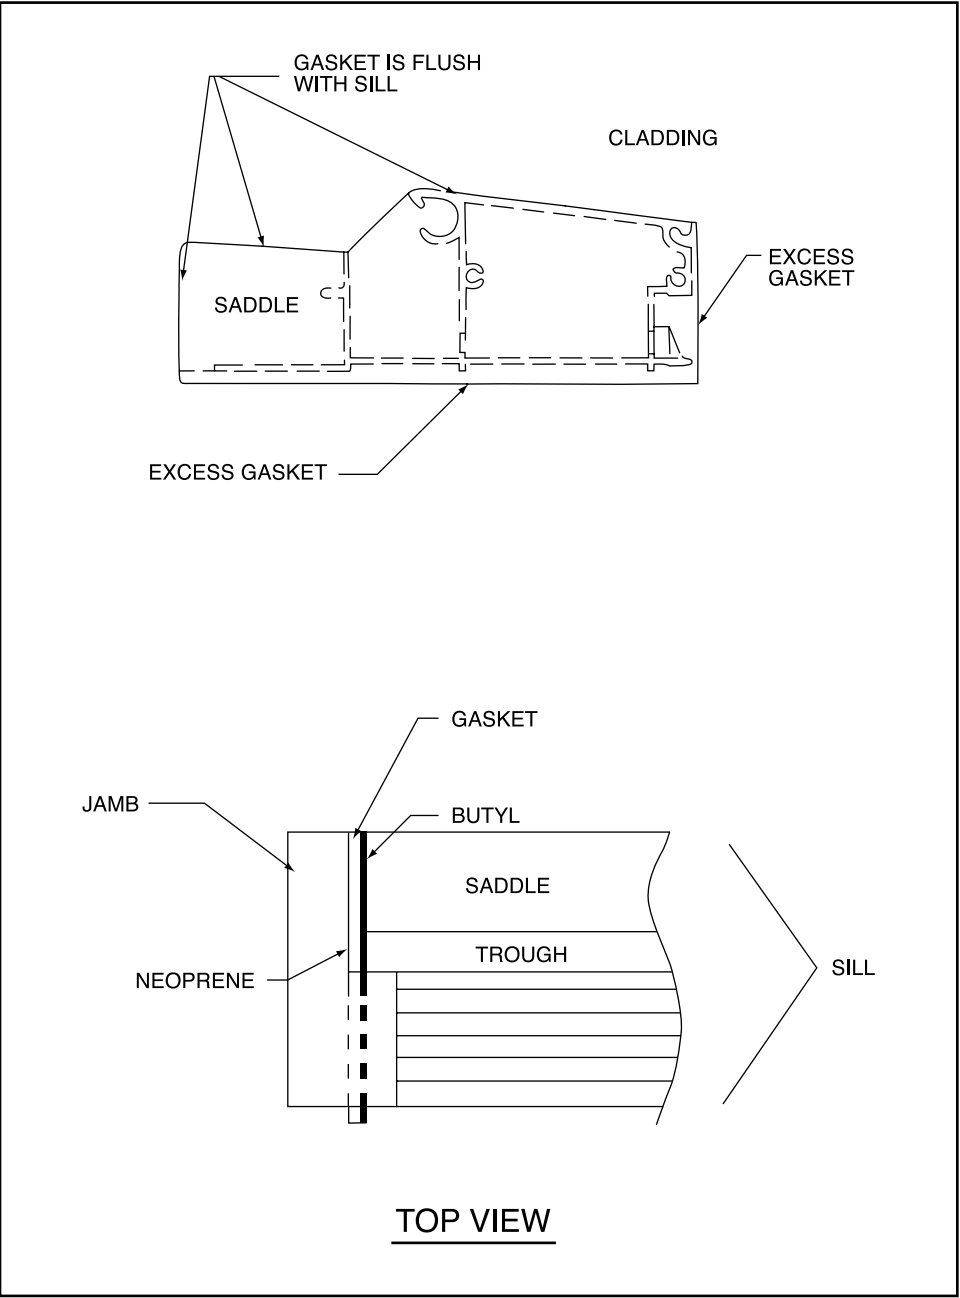 GASKET IS FLUSH
WITH SILL
CLADDING
EXCESS
GASKET
SADDLE
EXCESS GASKET
GASKET
JAMB
BUTYL
SADDLE
TROUGH
NEOPRENE
SILL
TOP VIEW